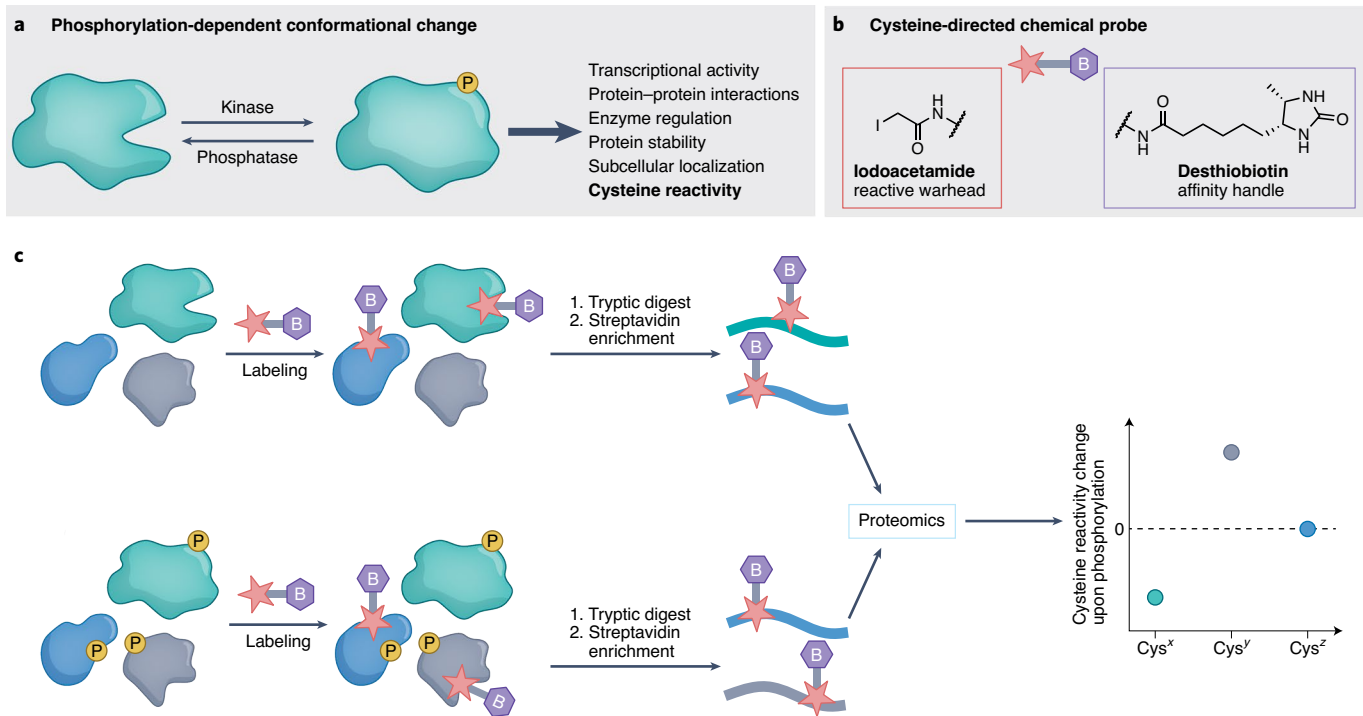 a Phosphorylation-dependent conformational change
Kinase
Phosphatase
P
Transcriptional activity
Protein–protein interactions
Enzyme regulation
Protein stability
Subcellular localization
Cysteine reactivity
b Cysteine-directed chemical probe
B
I
O
H
N
Iodoacetamide
reactive warhead
N
H
O
NH
O
N
H
Desthiobiotin
affinity handle
c
B
Labeling
B
B
1. Tryptic digest
2. Streptavidin
enrichment
B
B
P
P
P
B
Labeling
B
P
P
P
B
1. Tryptic digest
2. Streptavidin
enrichment
B
B
Proteomics
Cysteine reactivity change
upon phosphorylation
0
Cysˣ
Cysʸ
Cysᶻ